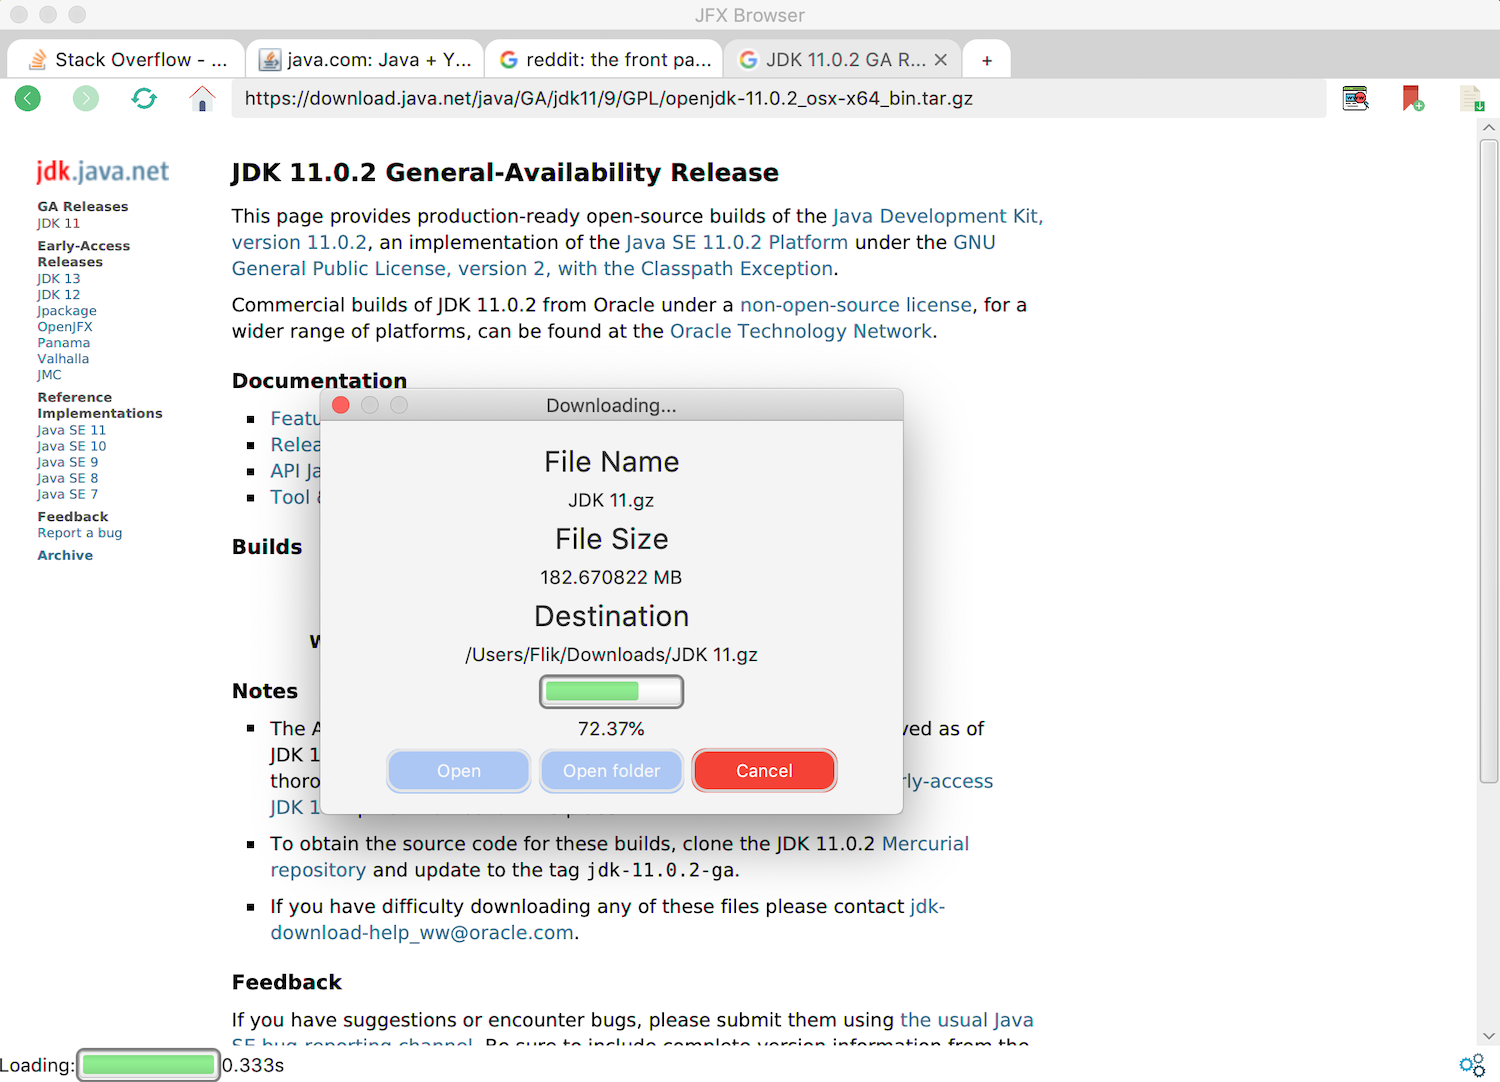 JFX Browser
Stack Overflow - ...
java.com: Java + Y...
reddit: the front pa...
JDK 11.0.2 GA R...
+
https://download.java.net/java/GA/jdk11/9/GPL/openjdk-11.0.2_osx-x64_bin.tar.gz
jdk.java.net
GA Releases
JDK 11
Early-Access
Releases
JDK 13
JDK 12
Jpackage
OpenJFX
Panama
Valhalla
JMC
Reference
Implementations
Java SE 11
Java SE 10
Java SE 9
Java SE 8
Java SE 7
Feedback
Report a bug
Archive
JDK 11.0.2 General-Availability Release
This page provides production-ready open-source builds of the Java Development Kit,
version 11.0.2, an implementation of the Java SE 11.0.2 Platform under the GNU
General Public License, version 2, with the Classpath Exception.
Commercial builds of JDK 11.0.2 from Oracle under a non-open-source license, for a
wider range of platforms, can be found at the Oracle Technology Network.
Documentation
Featu
Relea
API Ja
Tool
Builds
Downloading...
File Name
JDK 11.gz
File Size
182.670822 MB
Destination
/Users/Flik/Downloads/JDK 11.gz
72.37%
Open
Open folder
Cancel
Notes
The A ved as of
JDK 1
thoro rly-access
JDK 1
To obtain the source code for these builds, clone the JDK 11.0.2 Mercurial
repository and update to the tag jdk-11.0.2-ga.
If you have difficulty downloading any of these files please contact jdk-
download-help_ww@oracle.com.
Feedback
If you have suggestions or encounter bugs, please submit them using the usual Java
SE bug reporting channel. Be sure to include complete version information from the
Loading: 0.333s